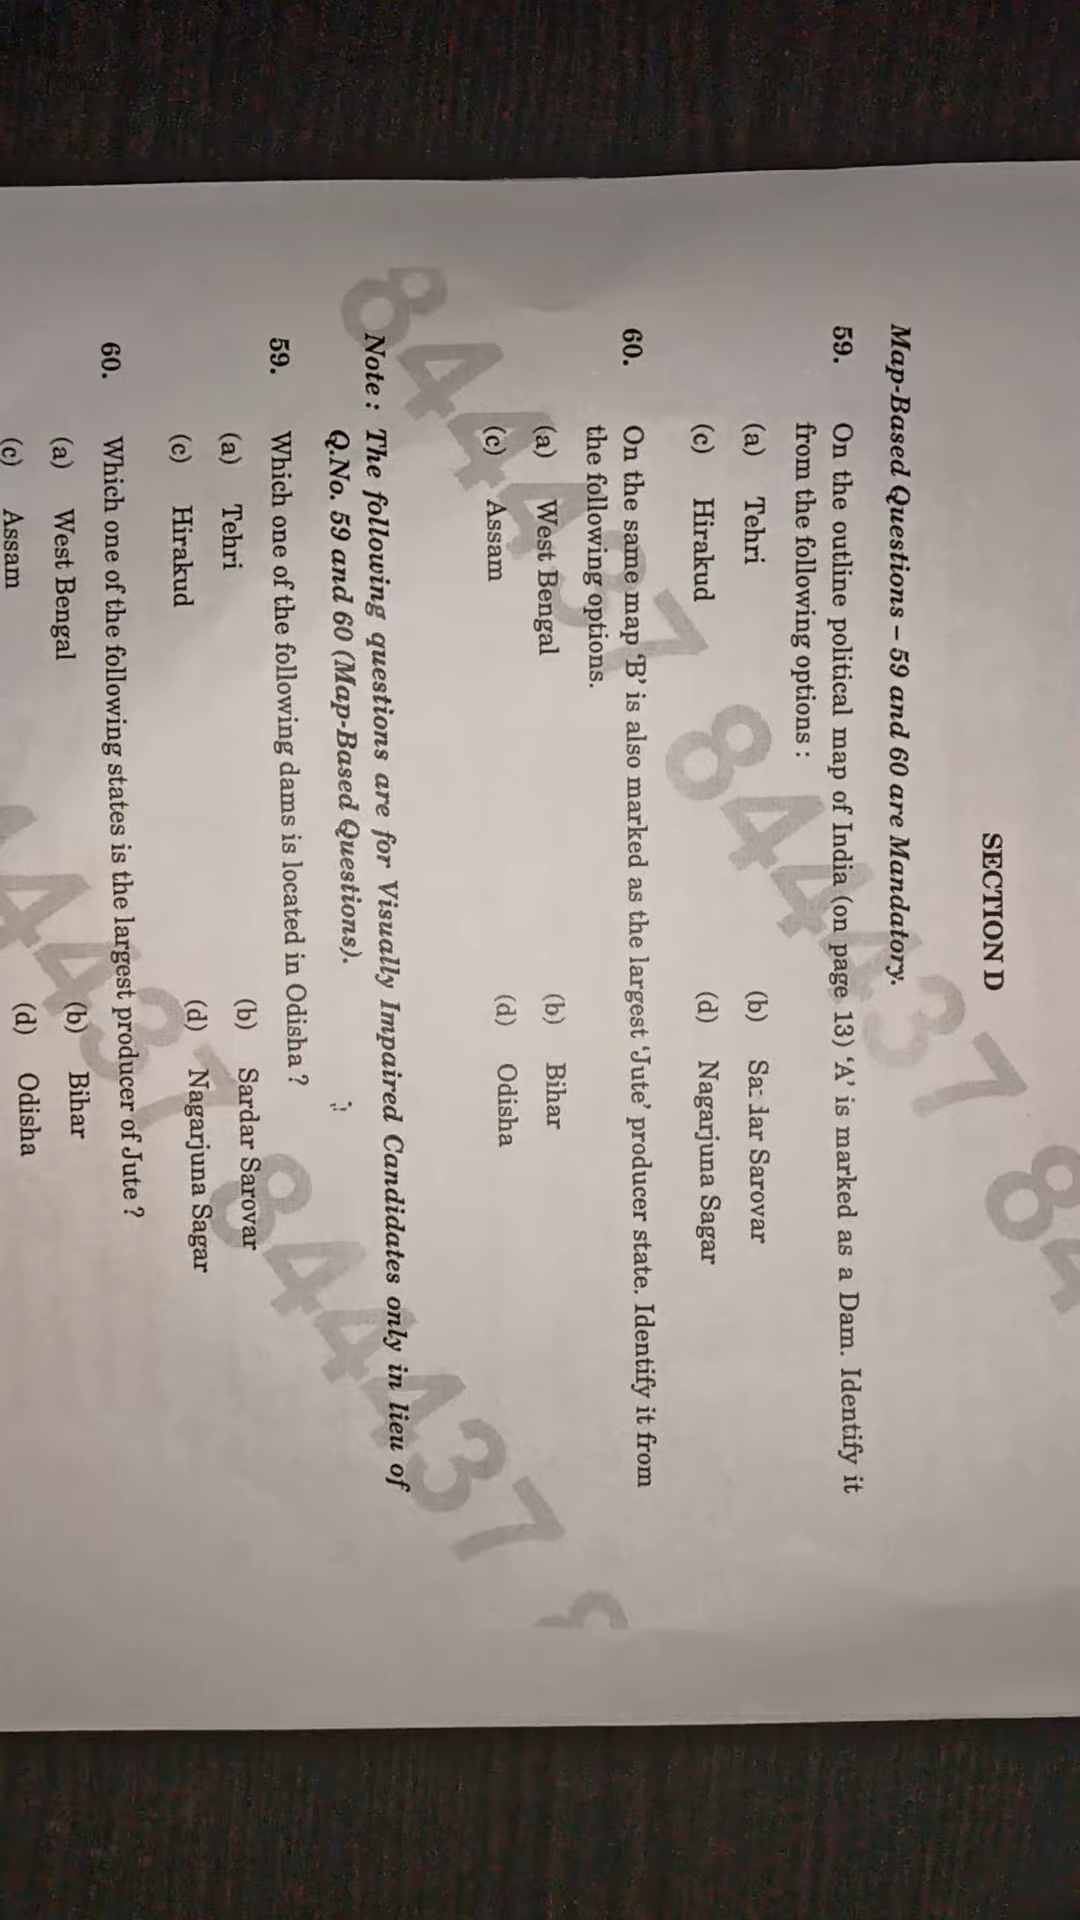 SECTION D
Map-Based Questions – 59 and 60 are Mandatory.
59. On the outline political map of India (on page 13) 'A' is marked as a Dam. Identify it
from the following options :
(a) Tehri (b) Sardar Sarovar
(c) Hirakud (d) Nagarjuna Sagar
60. On the same map 'B' is also marked as the largest 'Jute' producer state. Identify it from
the following options.
(a) West Bengal (b) Bihar
(c) Assam (d) Odisha
Note : The following questions are for Visually Impaired Candidates only in lieu of
Q.No. 59 and 60 (Map-Based Questions).
59. Which one of the following dams is located in Odisha ?
(a) Tehri (b) Sardar Sarovar
(c) Hirakud (d) Nagarjuna Sagar
60. Which one of the following states is the largest producer of Jute ?
(a) West Bengal (b) Bihar
(c) Assam (d) Odisha
84
844437
844437
844437
4437